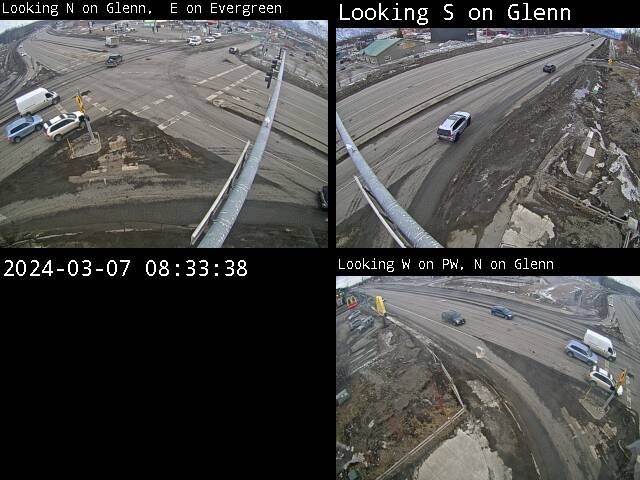 Looking N on Glenn, E on Evergreen
Looking S on Glenn
2024-03-07 08:33:38
Looking W on PW, N on Glenn